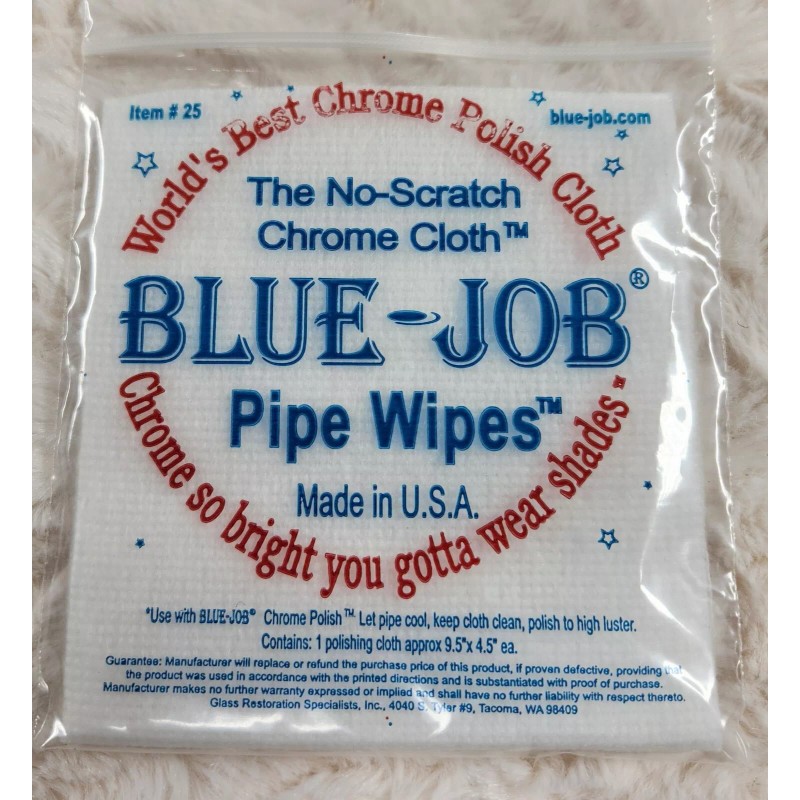 Item # 25
blue-job.com
World's Best Chrome Polish Cloth
The No-Scratch
Chrome Cloth™
BLUE-JOB®
Pipe Wipes™
Made in U.S.A.
Chrome so bright you gotta wear shades™
*Use with BLUE-JOB® Chrome Polish™. Let pipe cool, keep cloth clean, polish to high luster.
Contains: 1 polishing cloth approx 9.5"x 4.5" ea.
Guarantee: Manufacturer will replace or refund the purchase price of this product, if proven defective, providing that
the product was used in accordance with the printed directions and is substantiated with proof of purchase.
Manufacturer makes no further warranty expressed or implied and shall have no further liability with respect thereto.
Glass Restoration Specialists, Inc., 4040 S. Tyler #9, Tacoma, WA 98409